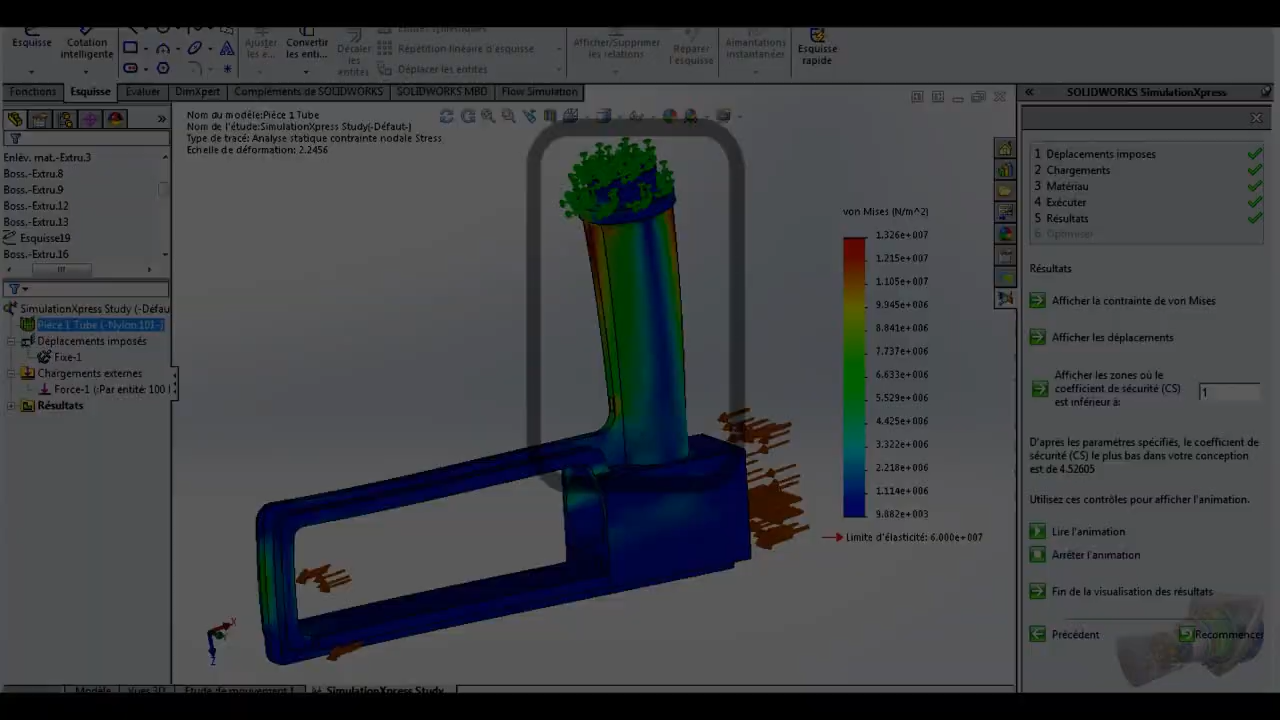 Esquisse
Cotation
intelligente
Ajuster
les e...
Convertir
les enti...
Décaler
les
entités
Répétition linéaire d'esquisse
Déplacer les entités
Afficher/Supprimer
les relations
Réparer
l'esquisse
Aimantations
instantanées
Esquisse
rapide
Fonctions
Esquisse
Évaluer
DimXpert
Compléments de SOLIDWORKS
SOLIDWORKS MBD
Flow Simulation
Enlèv. mat.-Extru.3
Boss.-Extru.8
Boss.-Extru.9
Boss.-Extru.12
Boss.-Extru.13
Esquisse19
Boss.-Extru.16
SimulationXpress Study (-Défau
Pièce 1 Tube (-Nylon 101-)
Déplacements imposés
Fixe-1
Chargements externes
Force-1 (:Par entité: 100
Résultats
Nom du modèle:Pièce 1 Tube
Nom de l'étude:SimulationXpress Study(-Défaut-)
Type de tracé: Analyse statique contrainte nodale Stress
Echelle de déformation: 2.2456
von Mises (N/m^2)
1.326e+007
1.215e+007
1.105e+007
9.945e+006
8.841e+006
7.737e+006
6.633e+006
5.529e+006
4.425e+006
3.322e+006
2.218e+006
1.114e+006
9.882e+003
Limite d'élasticité: 6.000e+007
X
Z
SOLIDWORKS SimulationXpress
1 Déplacements imposés
2 Chargements
3 Matériau
4 Exécuter
5 Résultats
6 Optimiser
Résultats
Afficher la contrainte de von Mises
Afficher les déplacements
Afficher les zones où le
coefficient de sécurité (CS)
est inférieur à:
1
D'après les paramètres spécifiés, le coefficient de
sécurité (CS) le plus bas dans votre conception
est de 4.52605
Utilisez ces contrôles pour afficher l'animation.
Lire l'animation
Arrêter l'animation
Fin de la visualisation des résultats
Précédent
Recommencer
Modèle
Vues 3D
Etude de mouvement 1
SimulationXpress Study